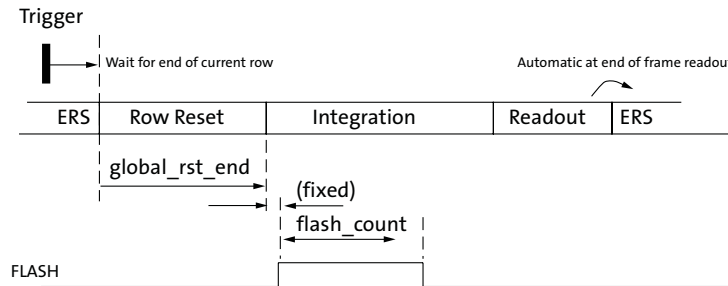 Trigger
Wait for end of current row
Automatic at end of frame readout
ERS Row Reset Integration Readout ERS
global_rst_end
(fixed)
flash_count
FLASH